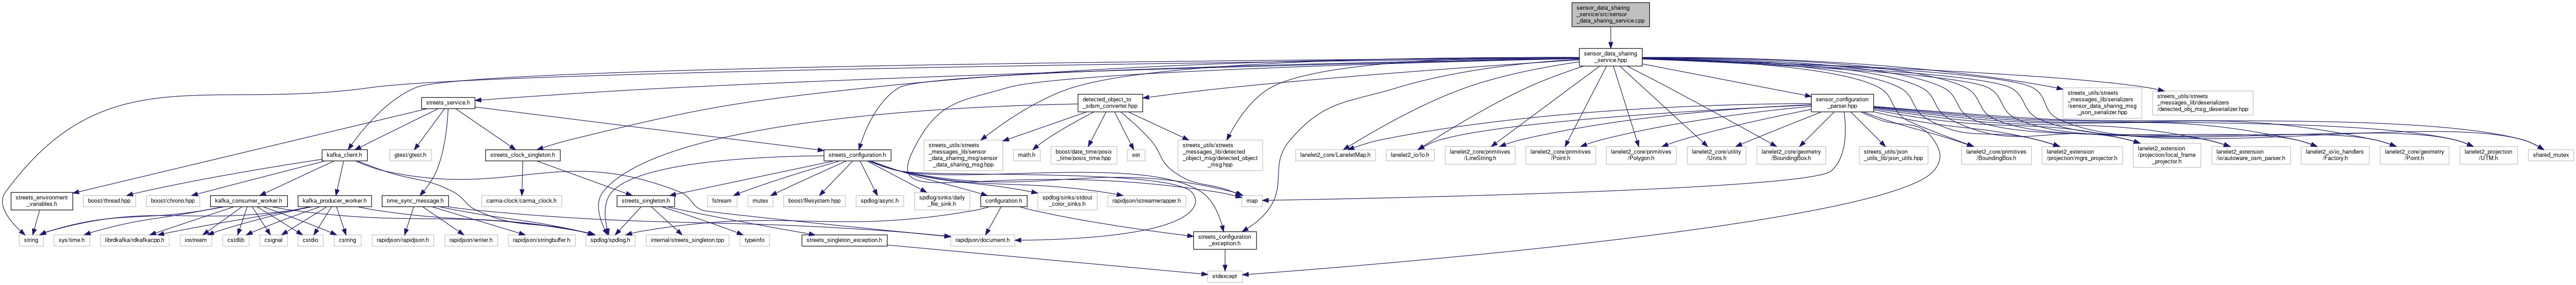 sensor_data_sharing
_service/src/sensor
_data_sharing_service.cpp
sensor_data_sharing
_service.hpp
streets_service.h
detected_object_to
_sdsm_converter.hpp
sensor_configuration
_parser.hpp
streets_utils/streets
_messages_lib/serializers
/sensor_data_sharing_msg
_json_serializer.hpp
streets_utils/streets
_messages_lib/deserializers
/detected_obj_msg_deserializer.hpp
kafka_client.h
gtest/gtest.h
streets_clock_singleton.h
streets_configuration.h
streets_utils/streets
_messages_lib/sensor
_data_sharing_msg/sensor
_data_sharing_msg.hpp
math.h
boost/date_time/posix
_time/posix_time.hpp
set
streets_utils/streets
_messages_lib/detected
_object_msg/detected_object
_msg.hpp
lanelet2_core/LaneletMap.h
lanelet2_io/Io.h
lanelet2_core/primitives
/LineString.h
lanelet2_core/primitives
/Point.h
lanelet2_core/primitives
/Polygon.h
lanelet2_core/utility
/Units.h
lanelet2_core/geometry
/BoundingBox.h
streets_utils/json
_utils_lib/json_utils.hpp
lanelet2_core/primitives
/BoundingBox.h
lanelet2_extension
/projection/mgrs_projector.h
lanelet2_extension
/projection/local_frame
_projector.h
lanelet2_extension
/io/autoware_osm_parser.h
lanelet2_io/io_handlers
/Factory.h
lanelet2_core/geometry
/Point.h
lanelet2_projection
/UTM.h
shared_mutex
streets_environment
_variables.h
boost/thread.hpp
boost/chrono.hpp
kafka_consumer_worker.h
kafka_producer_worker.h
time_sync_message.h
carma-clock/carma_clock.h
streets_singleton.h
fstream
mutex
boost/filesystem.hpp
spdlog/async.h
spdlog/sinks/daily
_file_sink.h
configuration.h
spdlog/sinks/stdout
_color_sinks.h
rapidjson/istreamwrapper.h
map
string
sys/time.h
librdkafka/rdkafkacpp.h
iostream
cstdlib
csignal
cstdio
cstring
rapidjson/rapidjson.h
rapidjson/writer.h
rapidjson/stringbuffer.h
spdlog/spdlog.h
internal/streets_singleton.tpp
typeinfo
streets_singleton_exception.h
rapidjson/document.h
streets_configuration
_exception.h
stdexcept